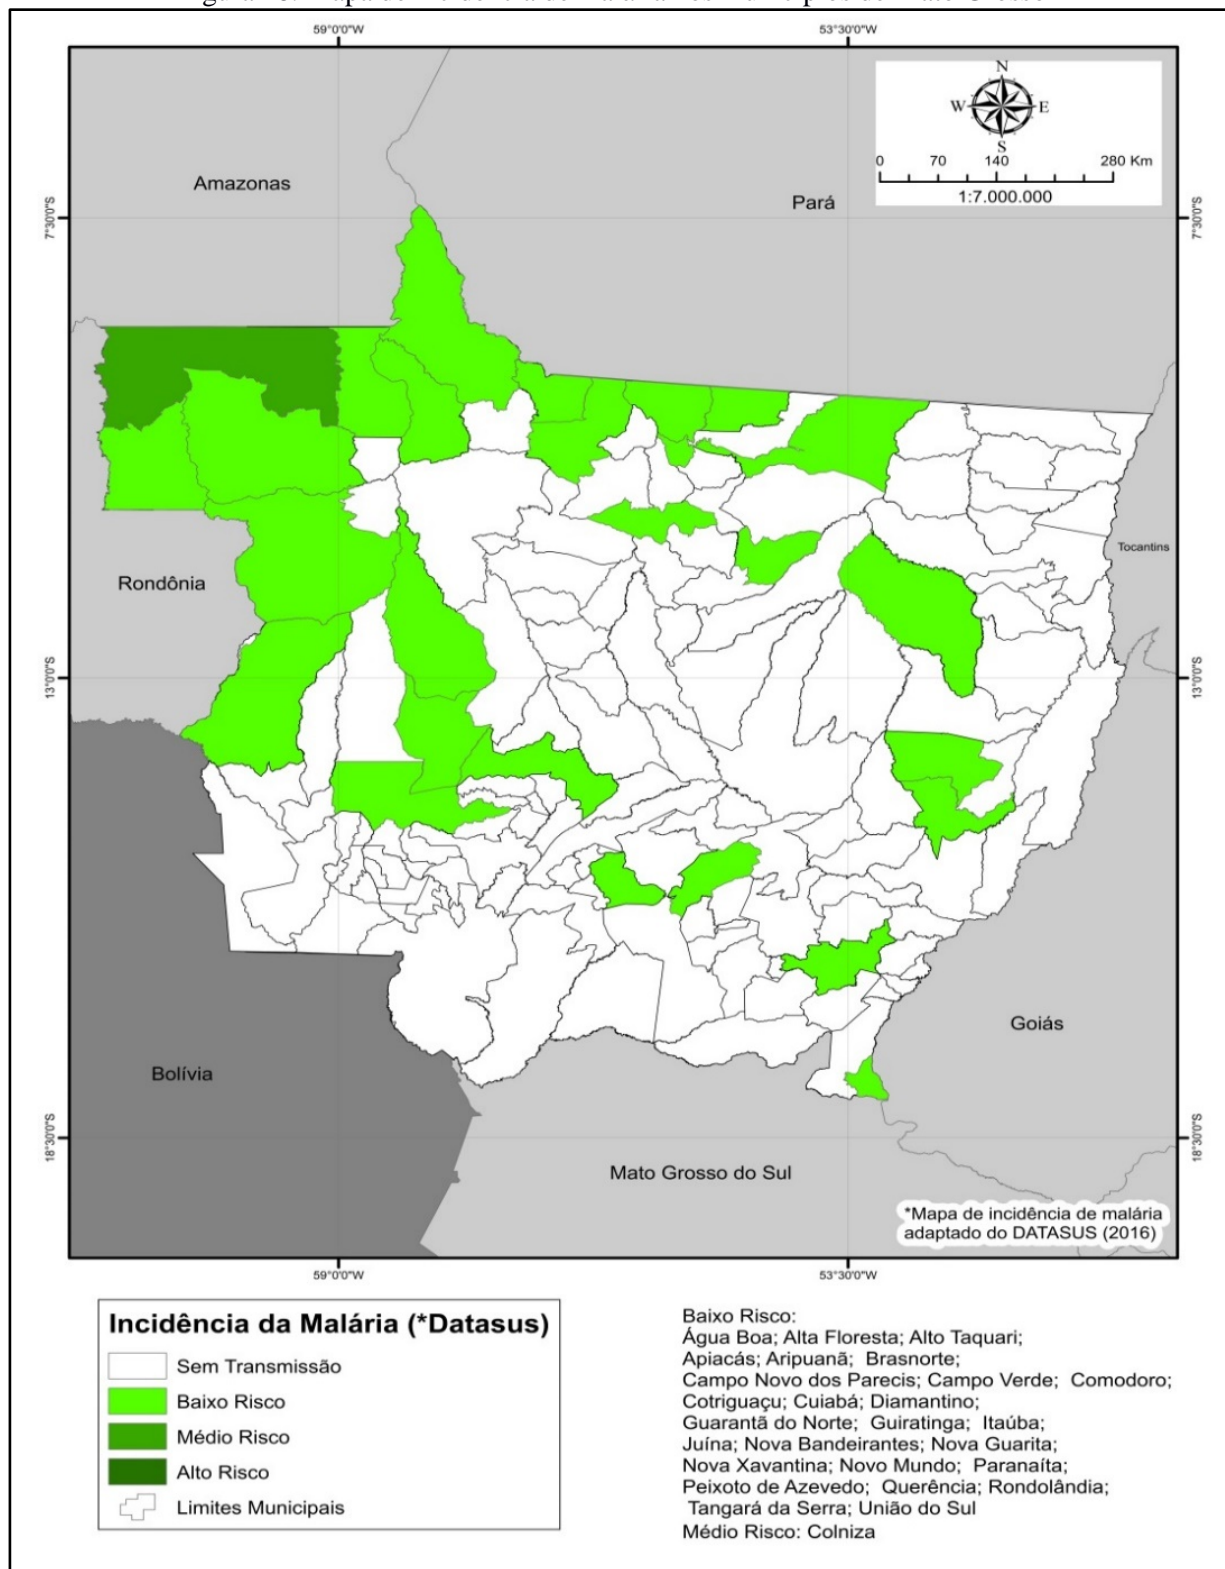 59°0'0"W
53°30'0"W
N
W
E
S
0
70
140
280 Km
1:7.000.000
Amazonas
Pará
7°30'0"S
7°30'0"S
Tocantins
Rondônia
13°0'0"S
13°0'0"S
Goiás
Bolívia
18°30'0"S
18°30'0"S
Mato Grosso do Sul
*Mapa de incidência de malária
adaptado do DATASUS (2016)
59°0'0"W
53°30'0"W
Incidência da Malária (*Datasus)
Sem Transmissão
Baixo Risco
Médio Risco
Alto Risco
Limites Municipais
Baixo Risco:
Água Boa; Alta Floresta; Alto Taquari;
Apiacás; Aripuanã; Brasnorte;
Campo Novo dos Parecis; Campo Verde; Comodoro;
Cotriguaçu; Cuiabá; Diamantino;
Guarantã do Norte; Guiratinga; Itaúba;
Juína; Nova Bandeirantes; Nova Guarita;
Nova Xavantina; Novo Mundo; Paranaíta;
Peixoto de Azevedo; Querência; Rondolândia;
Tangará da Serra; União do Sul
Médio Risco: Colniza